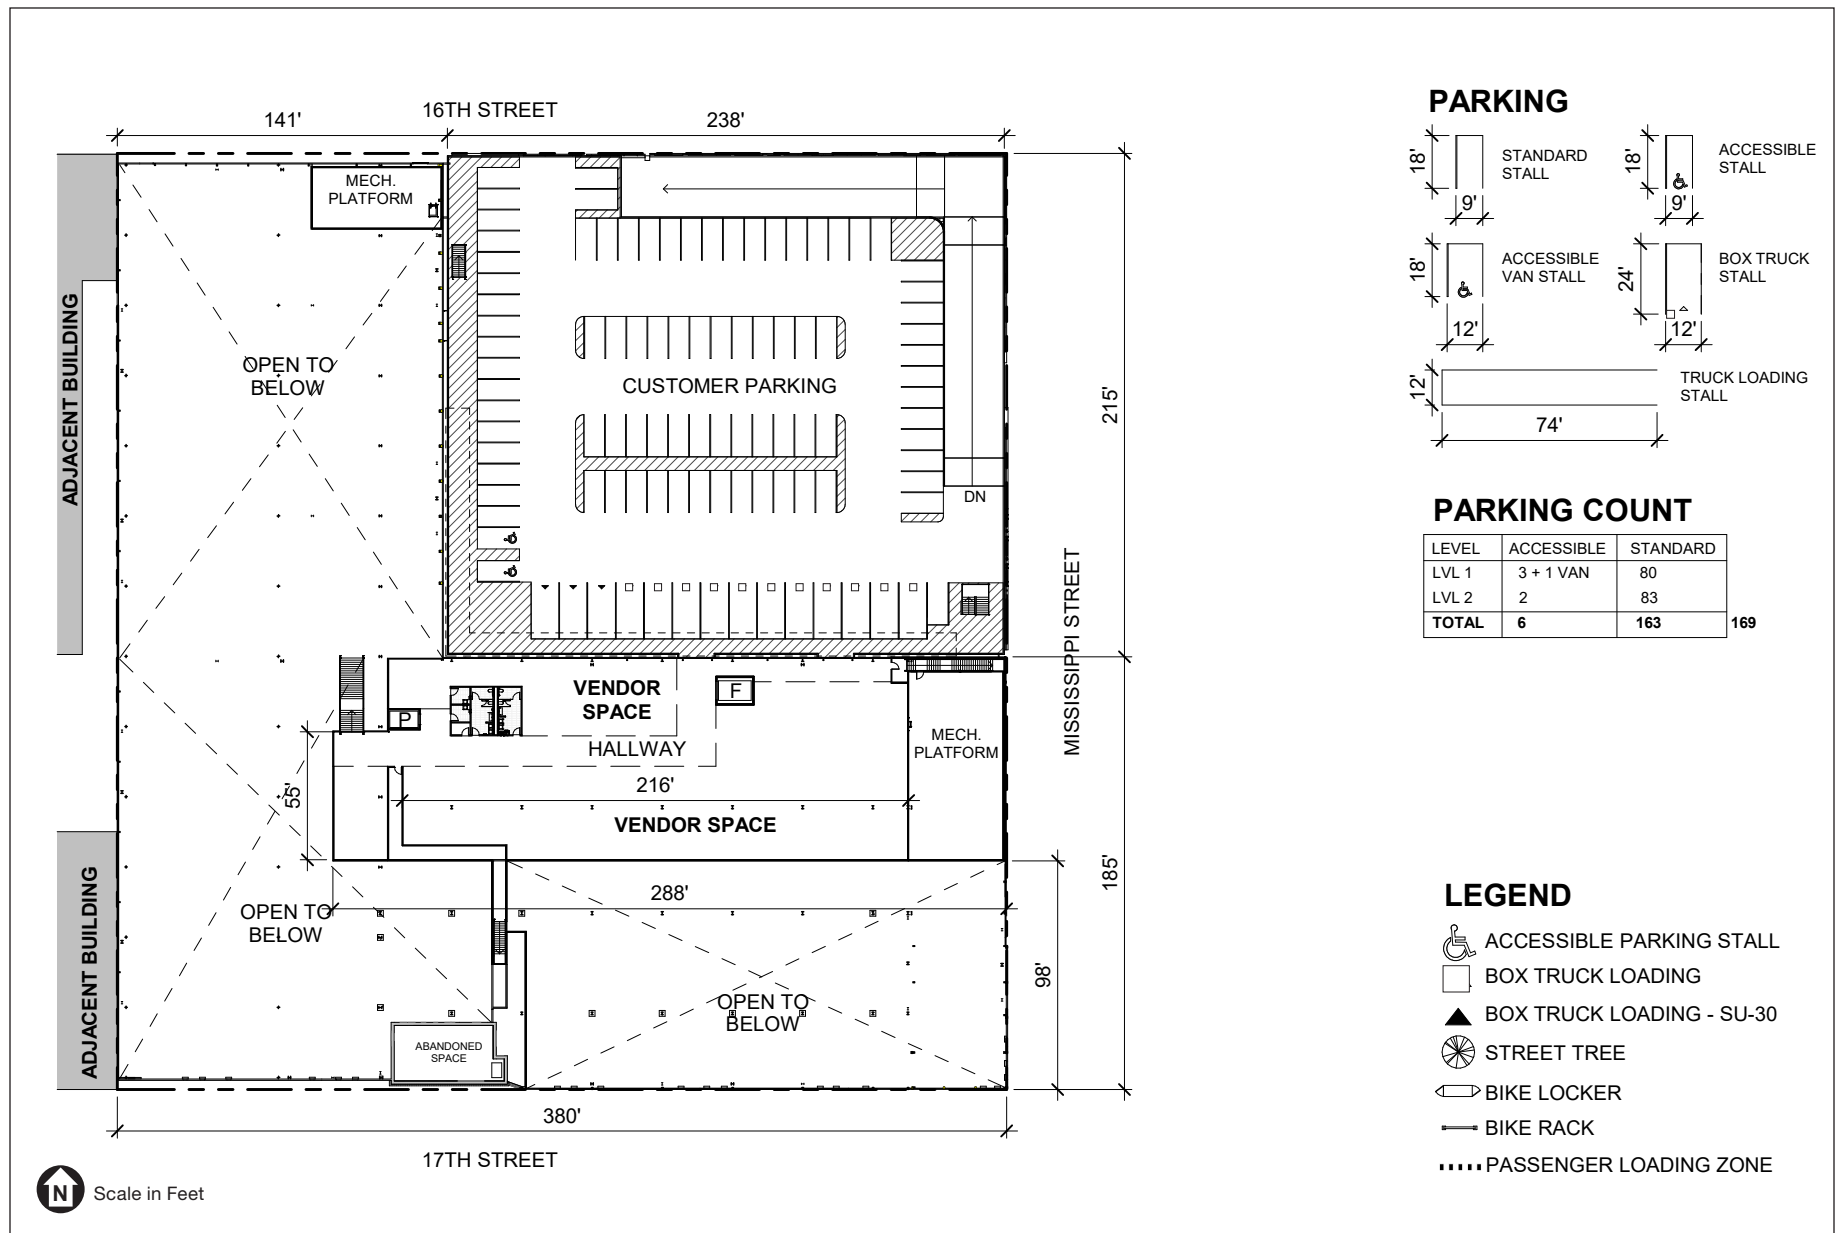 16TH STREET
141'
238'
MECH.
PLATFORM
ADJACENT BUILDING
OPEN TO
BELOW
CUSTOMER PARKING
215'
DN
MISSISSIPPI STREET
VENDOR
SPACE
F
P
HALLWAY
MECH.
PLATFORM
55'
216'
VENDOR SPACE
185'
288'
OPEN TO
BELOW
ADJACENT BUILDING
98'
OPEN TO
BELOW
ABANDONED
SPACE
380'
17TH STREET
N
Scale in Feet
PARKING
18'
9'
STANDARD
STALL
18'
9'
ACCESSIBLE
STALL
18'
12'
ACCESSIBLE
VAN STALL
24'
12'
BOX TRUCK
STALL
12'
74'
TRUCK LOADING
STALL
PARKING COUNT
LEVEL ACCESSIBLE STANDARD
LVL 1 3 + 1 VAN 80
LVL 2 2 83
TOTAL 6 163 169
LEGEND
ACCESSIBLE PARKING STALL
BOX TRUCK LOADING
BOX TRUCK LOADING - SU-30
STREET TREE
BIKE LOCKER
BIKE RACK
PASSENGER LOADING ZONE